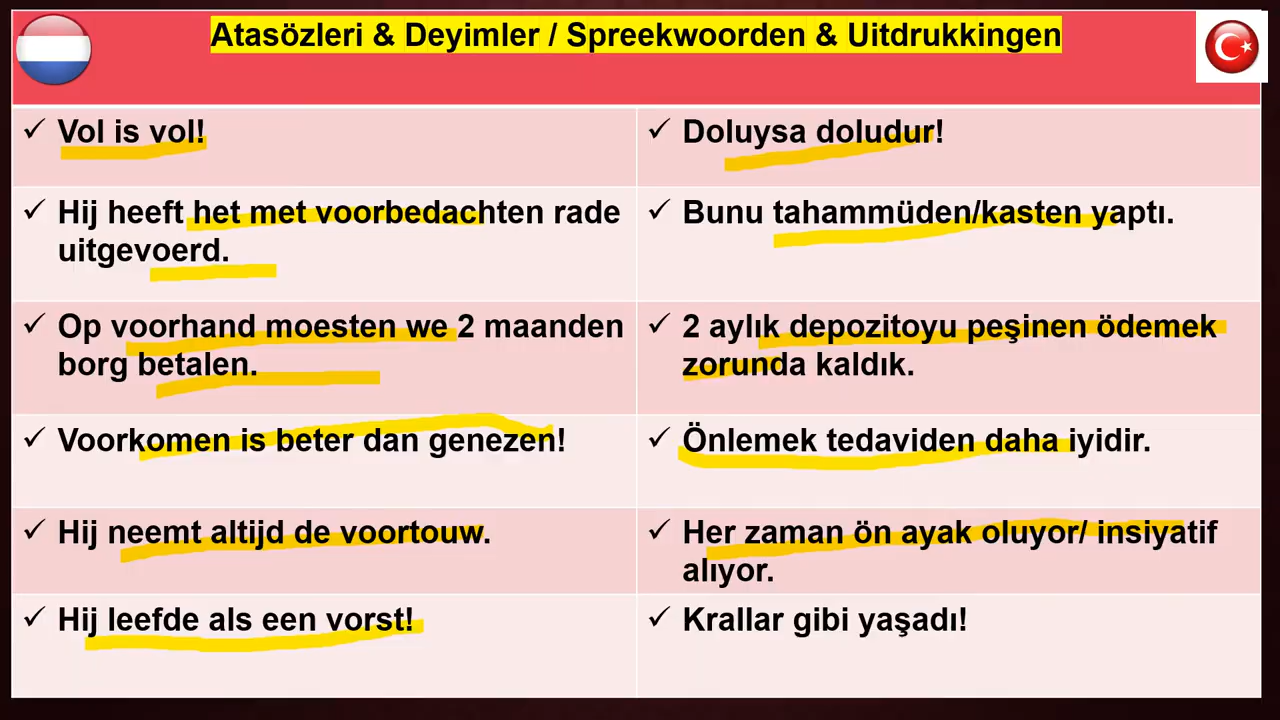 Atasözleri & Deyimler / Spreekwoorden & Uitdrukkingen
✓ Vol is vol!
✓ Doluysa doludur!
✓ Hij heeft het met voorbedachten rade
uitgevoerd.
✓ Bunu tahammüden/kasten yaptı.
✓ Op voorhand moesten we 2 maanden
borg betalen.
✓ 2 aylık depozitoyu peşinen ödemek
zorunda kaldık.
✓ Voorkomen is beter dan genezen!
✓ Önlemek tedaviden daha iyidir.
✓ Hij neemt altijd de voortouw.
✓ Her zaman ön ayak oluyor/ insiyatif
alıyor.
✓ Hij leefde als een vorst!
✓ Krallar gibi yaşadı!